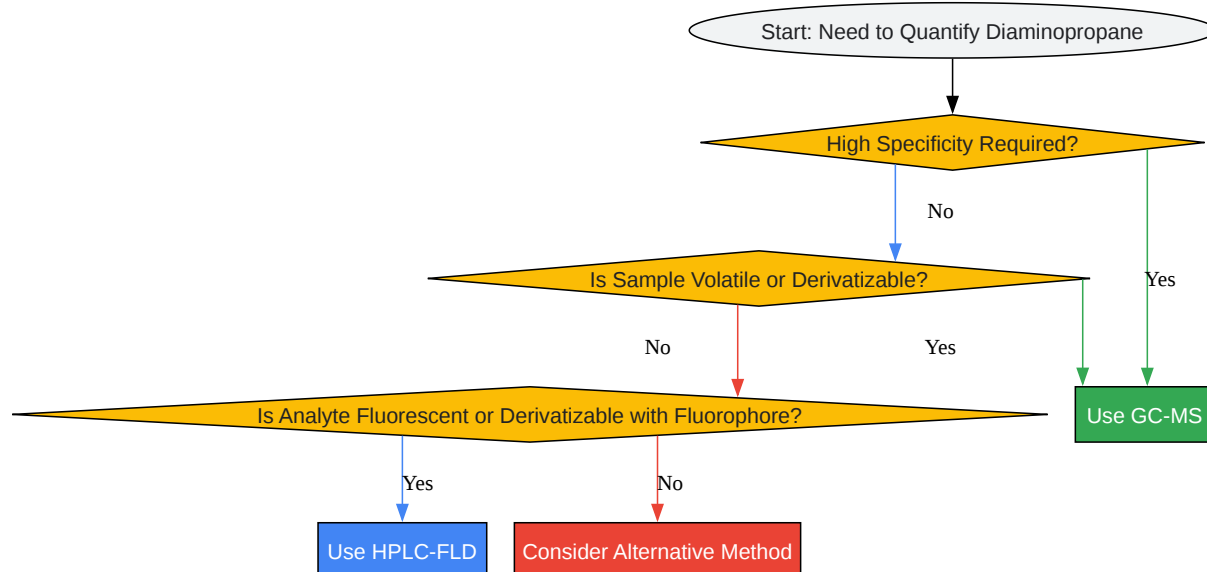 Start: Need to Quantify Diaminopropane
High Specificity Required?
No
Is Sample Volatile or Derivatizable?
Yes
No
Yes
Is Analyte Fluorescent or Derivatizable with Fluorophore?
Use GC-MS
Yes
No
Use HPLC-FLD
Consider Alternative Method